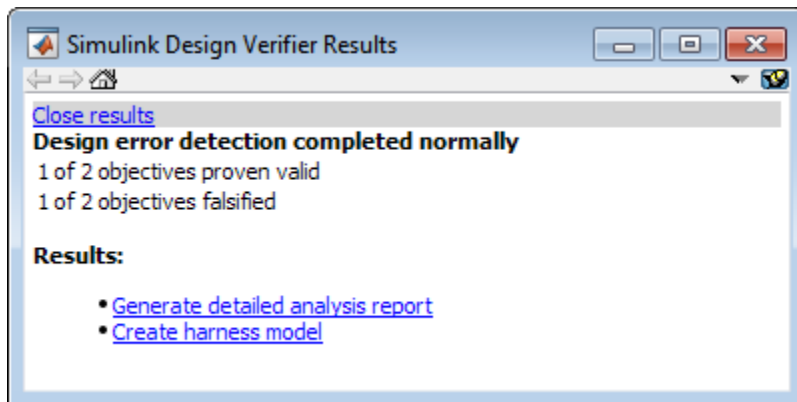 Simulink Design Verifier Results
Close results
Design error detection completed normally
1 of 2 objectives proven valid
1 of 2 objectives falsified
Results:
• Generate detailed analysis report
• Create harness model